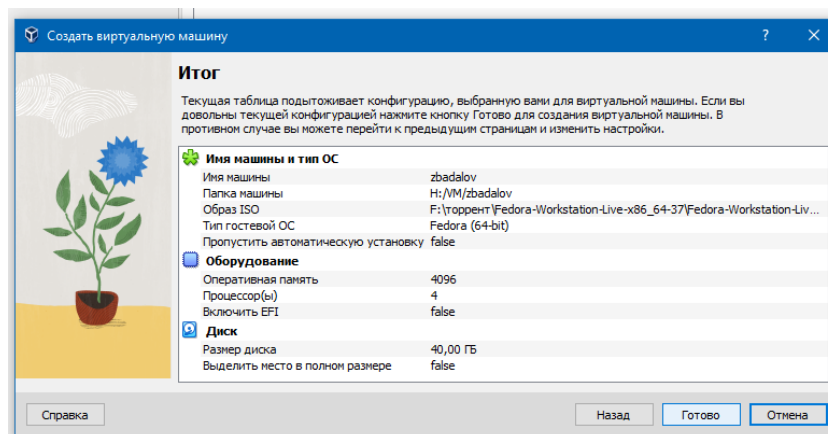 Создать виртуальную машину
Итог
Текущая таблица подытоживает конфигурацию, выбранную вами для виртуальной машины. Если вы
довольны текущей конфигурацией нажмите кнопку Готово для создания виртуальной машины. В
противном случае вы можете перейти к предыдущим страницам и изменить настройки.
Имя машины и тип ОС
Имя машины zbadalov
Папка машины H:/VM/zbadalov
Образ ISO F:\торрент\Fedora-Workstation-Live-x86_64-37\Fedora-Workstation-Liv...
Тип гостевой ОС Fedora (64-bit)
Пропустить автоматическую установку false
Оборудование
Оперативная память 4096
Процессор(ы) 4
Включить EFI false
Диск
Размер диска 40,00 ГБ
Выделить место в полном размере false
Справка Назад Готово Отмена